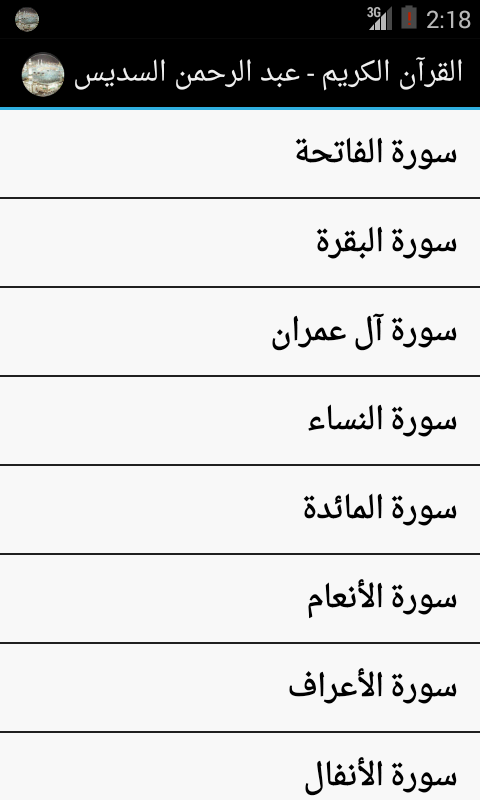 3G 2:18
القرآن الكريم - عبد الرحمن السديس
سورة الفاتحة
سورة البقرة
سورة آل عمران
سورة النساء
سورة المائدة
سورة الأنعام
سورة الأعراف
سورة الأنفال